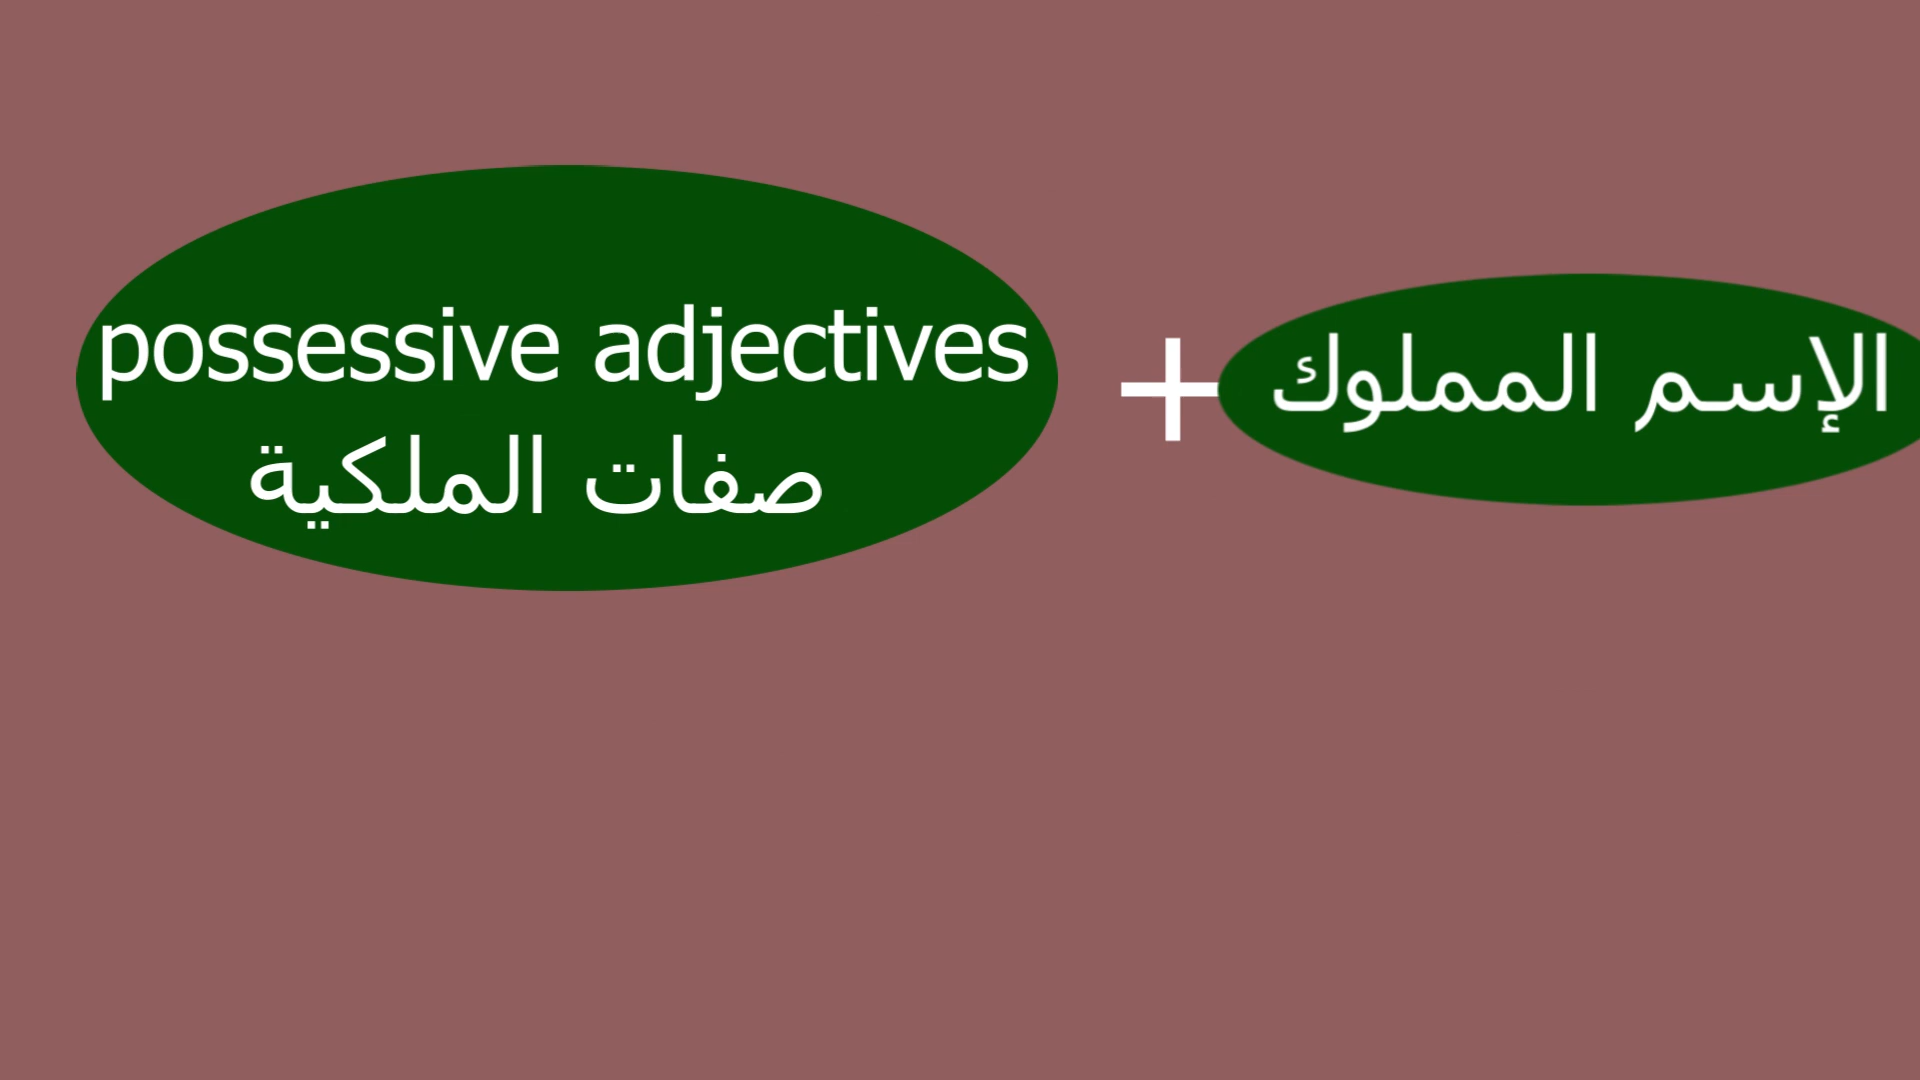 possessive adjectives
صفات الملكية
+
الإسم المملوك